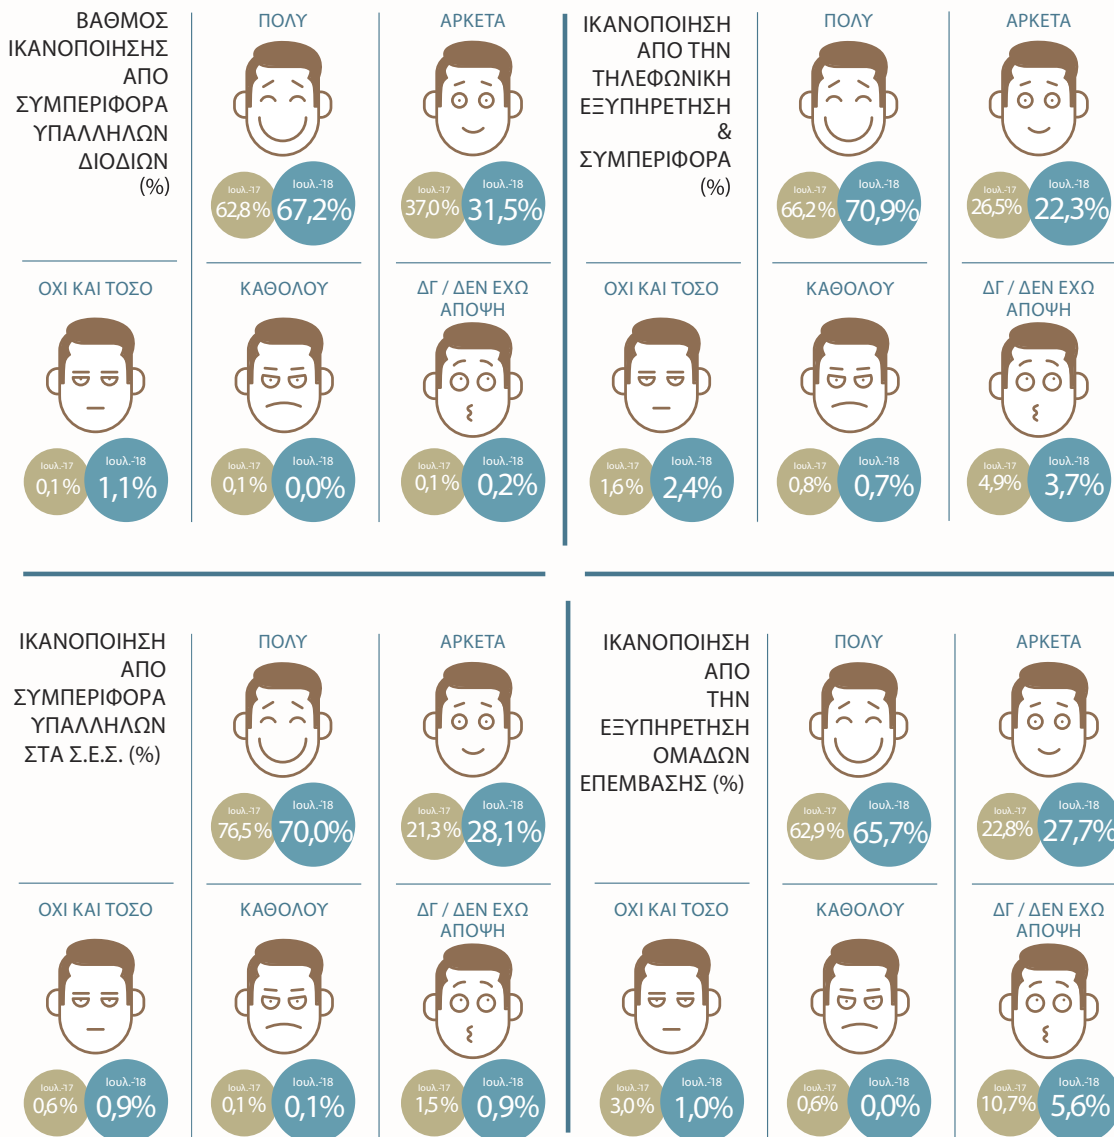 ΒΑΘΜΟΣ
ΙΚΑΝΟΠΟΙΗΣΗΣ
ΑΠΟ
ΣΥΜΠΕΡΙΦΟΡΑ
ΥΠΑΛΛΗΛΩΝ
ΔΙΟΔΙΩΝ
(%)
ΠΟΛΥ
Ιουλ.-'17
62,8%
Ιουλ.-'18
67,2%
ΑΡΚΕΤΑ
Ιουλ.-'17
37,0%
Ιουλ.-'18
31,5%
ΟΧΙ ΚΑΙ ΤΟΣΟ
Ιουλ.-'17
0,1%
Ιουλ.-'18
1,1%
ΚΑΘΟΛΟΥ
Ιουλ.-'17
0,1%
Ιουλ.-'18
0,0%
ΔΓ / ΔΕΝ ΕΧΩ
ΑΠΟΨΗ
Ιουλ.-'17
0,1%
Ιουλ.-'18
0,2%
ΙΚΑΝΟΠΟΙΗΣΗ
ΑΠΟ ΤΗΝ
ΤΗΛΕΦΩΝΙΚΗ
ΕΞΥΠΗΡΕΤΗΣΗ
&
ΣΥΜΠΕΡΙΦΟΡΑ
(%)
ΠΟΛΥ
Ιουλ.-'17
66,2%
Ιουλ.-'18
70,9%
ΑΡΚΕΤΑ
Ιουλ.-'17
26,5%
Ιουλ.-'18
22,3%
ΟΧΙ ΚΑΙ ΤΟΣΟ
Ιουλ.-'17
1,6%
Ιουλ.-'18
2,4%
ΚΑΘΟΛΟΥ
Ιουλ.-'17
0,8%
Ιουλ.-'18
0,7%
ΔΓ / ΔΕΝ ΕΧΩ
ΑΠΟΨΗ
Ιουλ.-'17
4,9%
Ιουλ.-'18
3,7%
ΙΚΑΝΟΠΟΙΗΣΗ
ΑΠΟ
ΣΥΜΠΕΡΙΦΟΡΑ
ΥΠΑΛΛΗΛΩΝ
ΣΤΑ Σ.Ε.Σ. (%)
ΠΟΛΥ
Ιουλ.-'17
76,5%
Ιουλ.-'18
70,0%
ΑΡΚΕΤΑ
Ιουλ.-'17
21,3%
Ιουλ.-'18
28,1%
ΟΧΙ ΚΑΙ ΤΟΣΟ
Ιουλ.-'17
0,6%
Ιουλ.-'18
0,9%
ΚΑΘΟΛΟΥ
Ιουλ.-'17
0,1%
Ιουλ.-'18
0,1%
ΔΓ / ΔΕΝ ΕΧΩ
ΑΠΟΨΗ
Ιουλ.-'17
1,5%
Ιουλ.-'18
0,9%
ΙΚΑΝΟΠΟΙΗΣΗ
ΑΠΟ
ΤΗΝ
ΕΞΥΠΗΡΕΤΗΣΗ
ΟΜΑΔΩΝ
ΕΠΕΜΒΑΣΗΣ (%)
ΠΟΛΥ
Ιουλ.-'17
62,9%
Ιουλ.-'18
65,7%
ΑΡΚΕΤΑ
Ιουλ.-'17
22,8%
Ιουλ.-'18
27,7%
ΟΧΙ ΚΑΙ ΤΟΣΟ
Ιουλ.-'17
3,0%
Ιουλ.-'18
1,0%
ΚΑΘΟΛΟΥ
Ιουλ.-'17
0,6%
Ιουλ.-'18
0,0%
ΔΓ / ΔΕΝ ΕΧΩ
ΑΠΟΨΗ
Ιουλ.-'17
10,7%
Ιουλ.-'18
5,6%